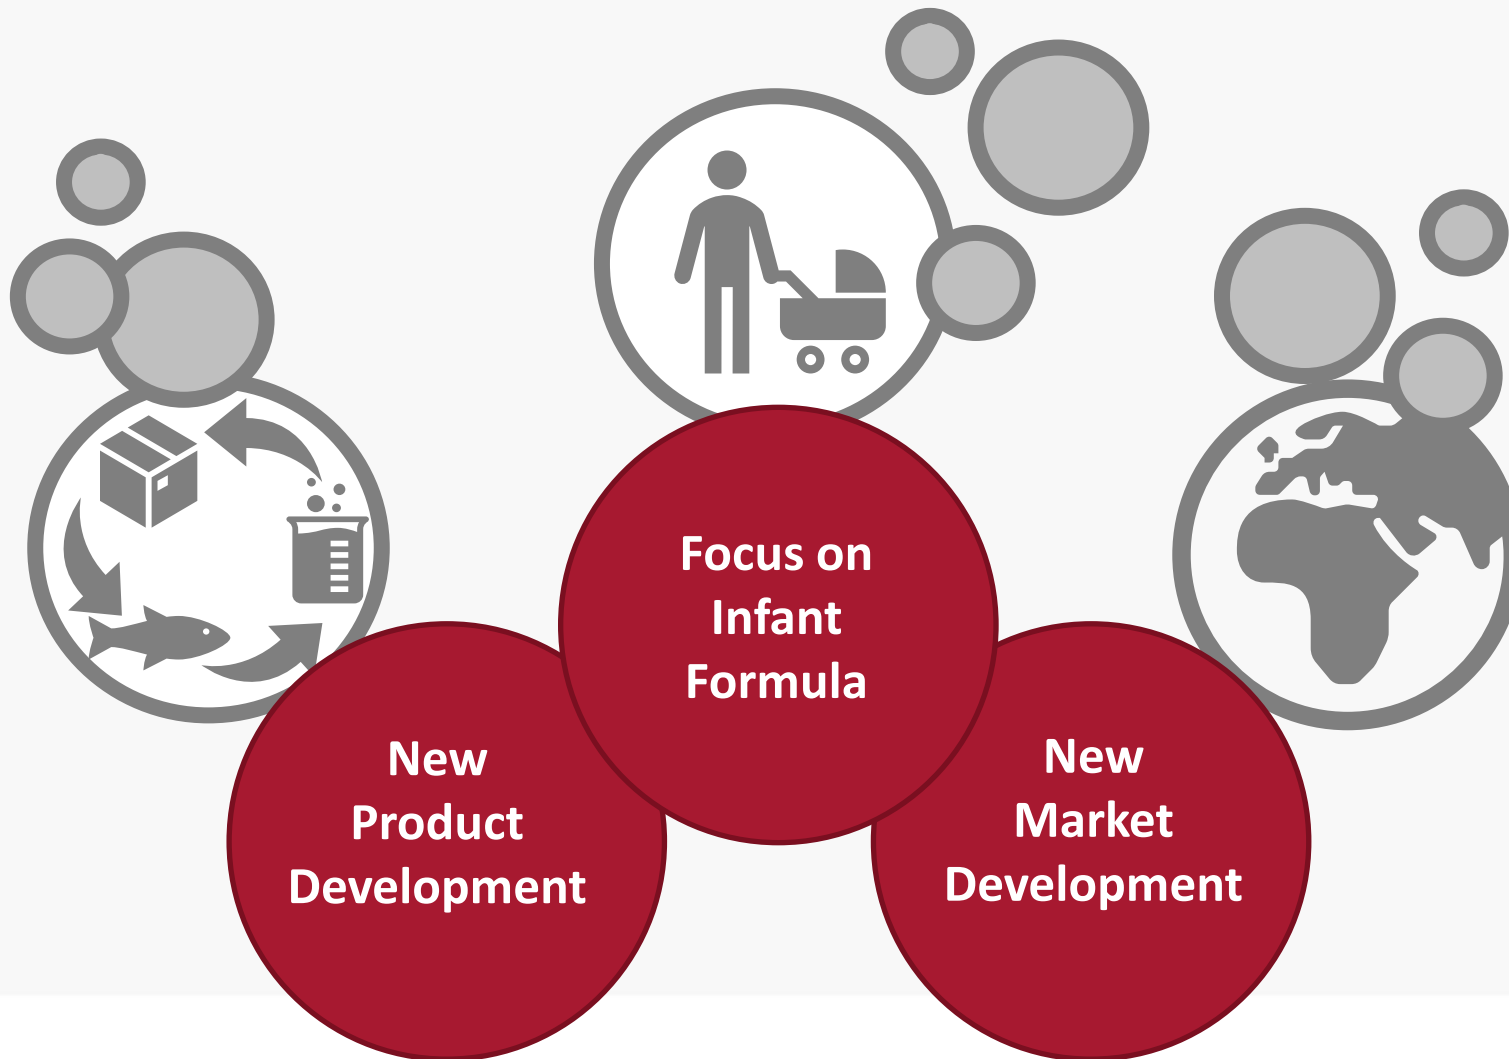 Focus on
Infant
Formula
New
Product
Development
New
Market
Development